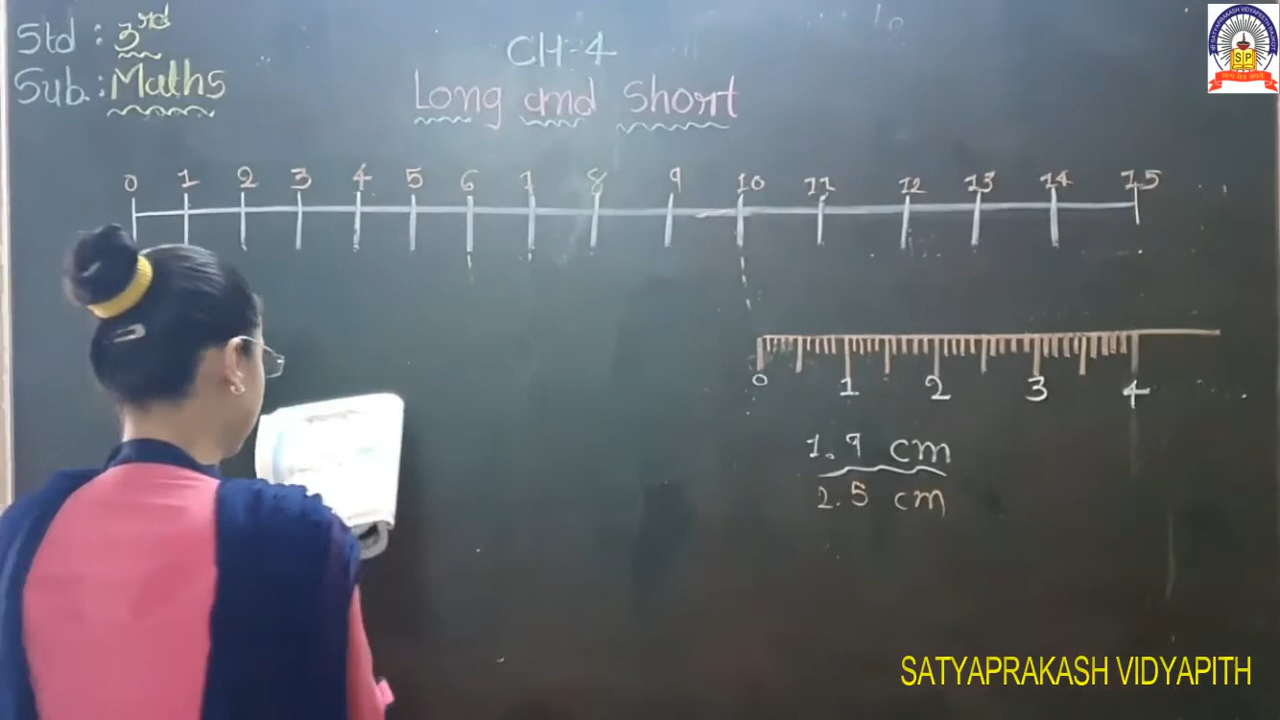 Std : 3rd
Sub.: Maths
CH-4
Long and Short
0 1 2 3 4 5 6 7 8 9 10 11 12 13 14 15
0 1 2 3 4
1.9 cm
2.5 cm
SP
SATYAPRAKASH VIDYAPITH